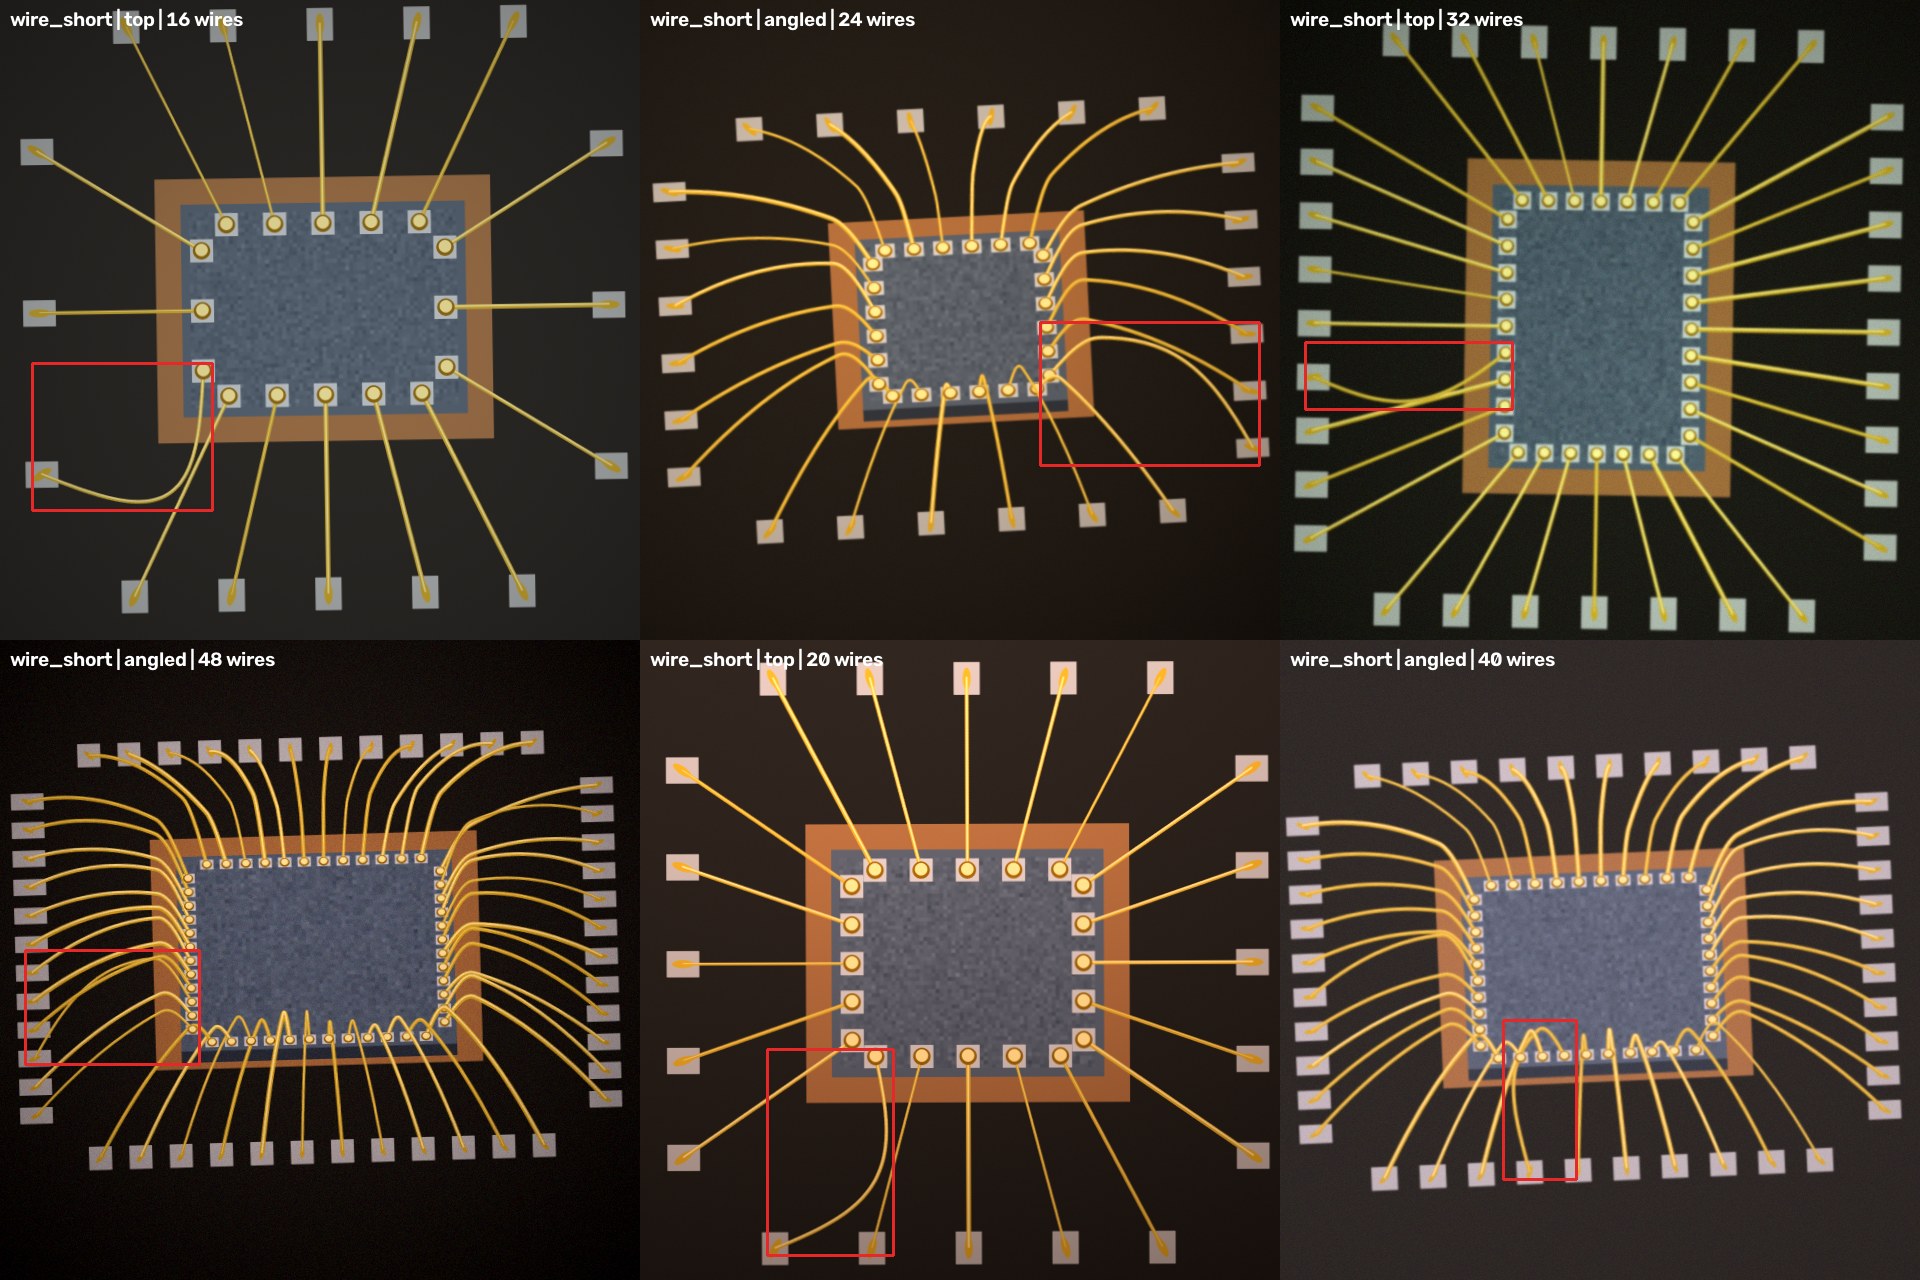 wire_short|top|16 wires
wire_short|angled|24 wires
wire_short|top|32 wires
wire_short|angled|48 wires
wire_short|top|20 wires
wire_short|angled|40 wires